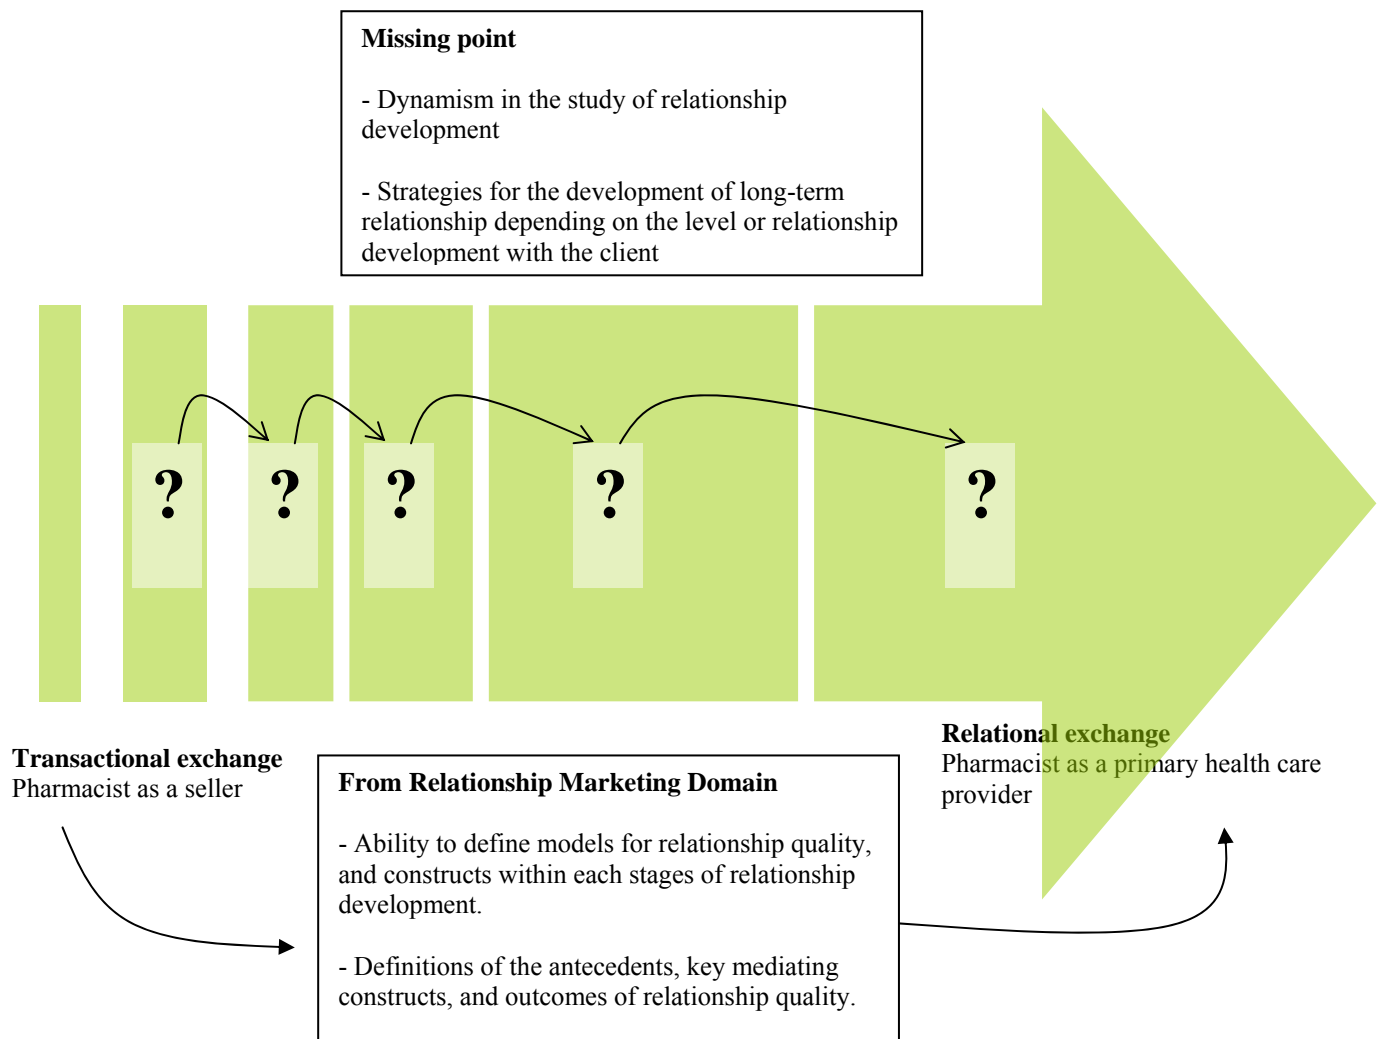 Missing point
- Dynamism in the study of relationship
development
- Strategies for the development of long-term
relationship depending on the level or relationship
development with the client
?
?
?
?
?
Transactional exchange
Pharmacist as a seller
From Relationship Marketing Domain
- Ability to define models for relationship quality,
and constructs within each stages of relationship
development.
- Definitions of the antecedents, key mediating
constructs, and outcomes of relationship quality.
Relational exchange
Pharmacist as a primary health care
provider